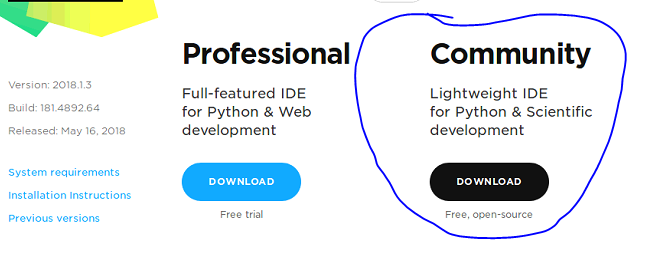 Professional
Full-featured IDE
for Python & Web
development
DOWNLOAD
Free trial
Community
Lightweight IDE
for Python & Scientific
development
DOWNLOAD
Free, open-source
Version: 2018.1.3
Build: 181.4892.64
Released: May 16, 2018
System requirements
Installation Instructions
Previous versions